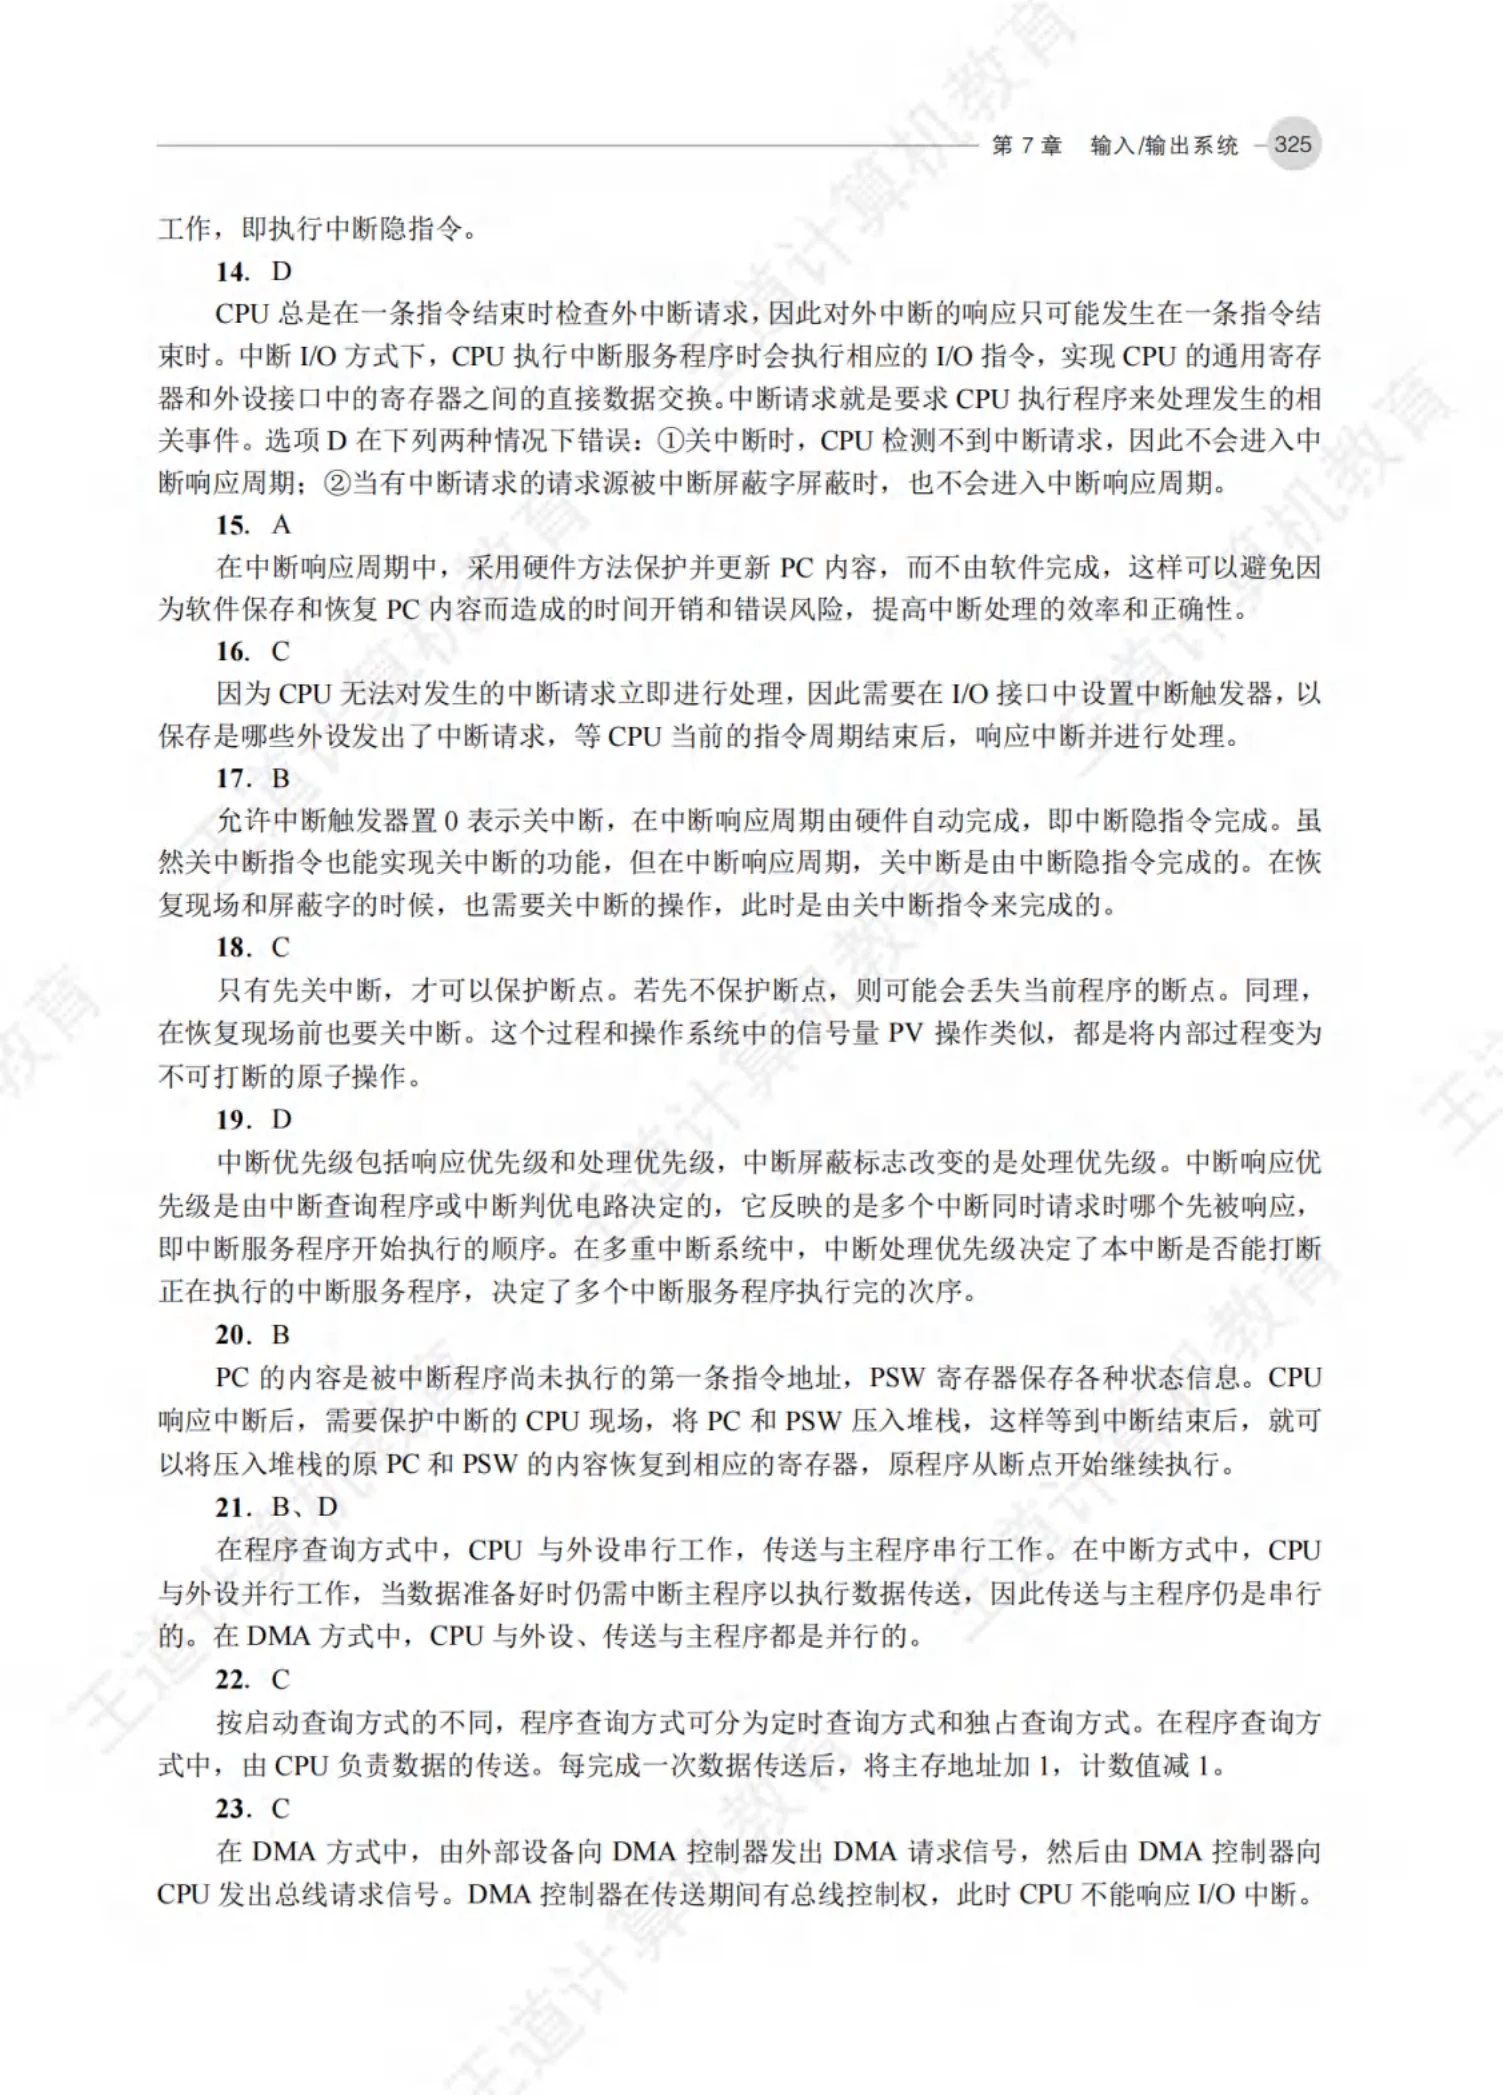 第 7 章 输入/输出系统 325
工作，即执行中断隐指令。
14. D
CPU 总是在一条指令结束时检查外中断请求，因此对外中断的响应只可能发生在一条指令结
束时。中断 I/O 方式下，CPU 执行中断服务程序时会执行相应的 I/O 指令，实现 CPU 的通用寄存
器和外设接口中的寄存器之间的直接数据交换。中断请求就是要求 CPU 执行程序来处理发生的相
关事件。选项 D 在下列两种情况下错误：①关中断时，CPU 检测不到中断请求，因此不会进入中
断响应周期；②当有中断请求的请求源被中断屏蔽字屏蔽时，也不会进入中断响应周期。
15. A
在中断响应周期中，采用硬件方法保护并更新 PC 内容，而不由软件完成，这样可以避免因
为软件保存和恢复 PC 内容而造成的时间开销和错误风险，提高中断处理的效率和正确性。
16. C
因为 CPU 无法对发生的中断请求立即进行处理，因此需要在 I/O 接口中设置中断触发器，以
保存是哪些外设发出了中断请求，等 CPU 当前的指令周期结束后，响应中断并进行处理。
17. B
允许中断触发器置 0 表示关中断，在中断响应周期由硬件自动完成，即中断隐指令完成。虽
然关中断指令也能实现关中断的功能，但在中断响应周期，关中断是由中断隐指令完成的。在恢
复现场和屏蔽字的时候，也需要关中断的操作，此时是由关中断指令来完成的。
18. C
只有先关中断，才可以保护断点。若先不保护断点，则可能会丢失当前程序的断点。同理，
在恢复现场前也要关中断。这个过程和操作系统中的信号量 PV 操作类似，都是将内部过程变为
不可打断的原子操作。
19. D
中断优先级包括响应优先级和处理优先级，中断屏蔽标志改变的是处理优先级。中断响应优
先级是由中断查询程序或中断判优电路决定的，它反映的是多个中断同时请求时哪个先被响应，
即中断服务程序开始执行的顺序。在多重中断系统中，中断处理优先级决定了本中断是否能打断
正在执行的中断服务程序，决定了多个中断服务程序执行完的次序。
20. B
PC 的内容是被中断程序尚未执行的第一条指令地址，PSW 寄存器保存各种状态信息。CPU
响应中断后，需要保护中断的 CPU 现场，将 PC 和 PSW 压入堆栈，这样等到中断结束后，就可
以将压入堆栈的原 PC 和 PSW 的内容恢复到相应的寄存器，原程序从断点开始继续执行。
21. B、D
在程序查询方式中，CPU 与外设串行工作，传送与主程序串行工作。在中断方式中，CPU
与外设并行工作，当数据准备好时仍需中断主程序以执行数据传送，因此传送与主程序仍是串行
的。在 DMA 方式中，CPU 与外设、传送与主程序都是并行的。
22. C
按启动查询方式的不同，程序查询方式可分为定时查询方式和独占查询方式。在程序查询方
式中，由 CPU 负责数据的传送。每完成一次数据传送后，将主存地址加 1，计数值减 1。
23. C
在 DMA 方式中，由外部设备向 DMA 控制器发出 DMA 请求信号，然后由 DMA 控制器向
CPU 发出总线请求信号。DMA 控制器在传送期间有总线控制权，此时 CPU 不能响应 I/O 中断。
王道计算机教育
王道计算机教育
王道计算机教育
王道计算机教育
王道计算机教育
王道计算机教育
王道计算机教育